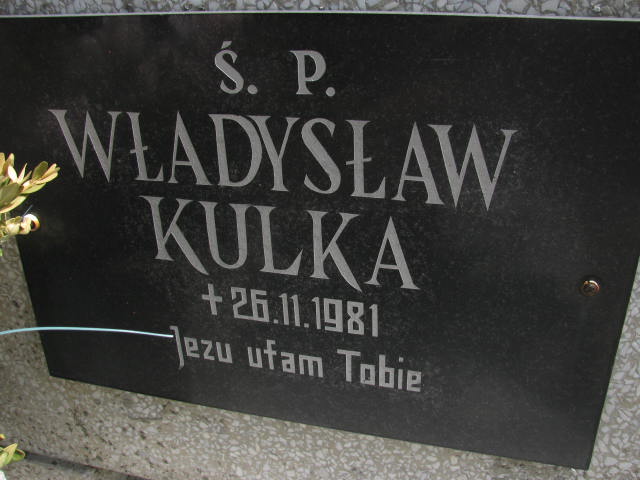 Ś. P.
WŁADYSŁAW
KULKA
+ 26.11.1981
Jezu ufam Tobie